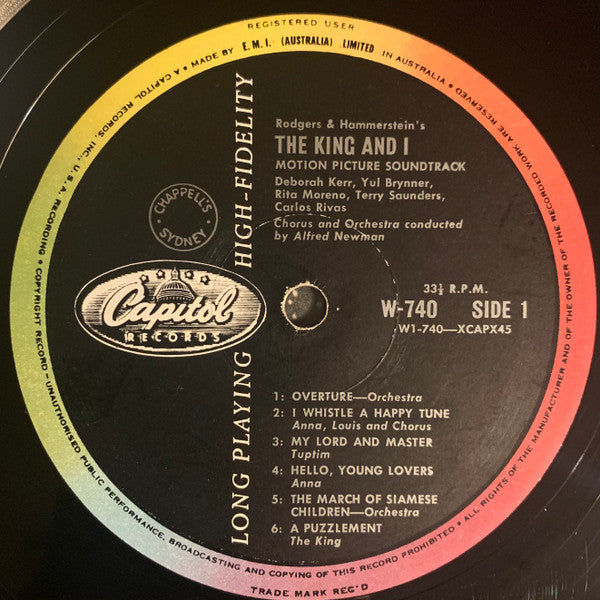 REGISTERED USER
A CAPITOL RECORDS, INC., U.S.A. RECORDING • MADE BY E.M.I. (AUSTRALIA) LIMITED IN AUSTRALIA • ALL RIGHTS OF THE MANUFACTURER AND OF THE OWNER OF THE RECORDED WORK ARE RESERVED
COPYRIGHT RECORD—UNAUTHORISED PUBLIC PERFORMANCE, BROADCASTING AND COPYING OF THIS RECORD PROHIBITED •
TRADE MARK REG'D
LONG PLAYING HIGH-FIDELITY
CHAPPELL'S
SYDNEY
Capitol
RECORDS
Rodgers & Hammerstein's
THE KING AND I
MOTION PICTURE SOUNDTRACK
Deborah Kerr, Yul Brynner,
Rita Moreno, Terry Saunders,
Carlos Rivas
Chorus and Orchestra conducted
by Alfred Newman
33⅓ R.P.M.
W-740 SIDE 1
W1-740—XCAPX45
1: OVERTURE—Orchestra
2: I WHISTLE A HAPPY TUNE
Anna, Louis and Chorus
3: MY LORD AND MASTER
Tuptim
4: HELLO, YOUNG LOVERS
Anna
5: THE MARCH OF SIAMESE
CHILDREN—Orchestra
6: A PUZZLEMENT
The King